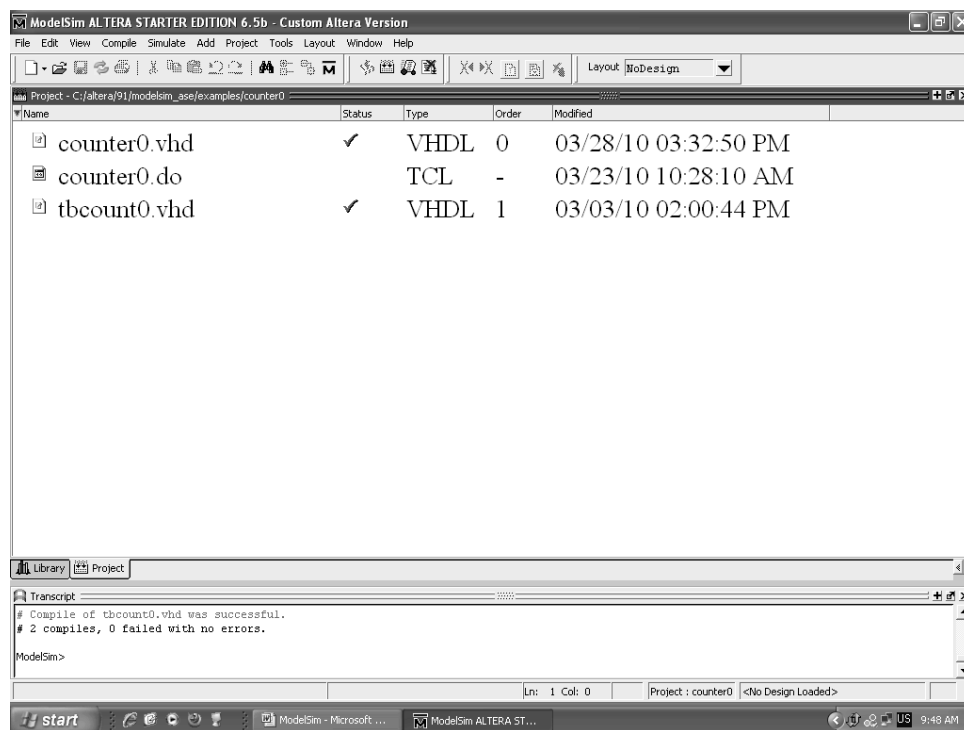 ModelSim ALTERA STARTER EDITION 6.5b - Custom Altera Version
File Edit View Compile Simulate Add Project Tools Layout Window Help
Layout NoDesign
Project - C:/altera/91/modelsim_ase/examples/counter0
Name Status Type Order Modified
counter0.vhd VHDL 0 03/28/10 03:32:50 PM
counter0.do TCL - 03/23/10 10:28:10 AM
tbcount0.vhd VHDL 1 03/03/10 02:00:44 PM
Library Project
Transcript
# Compile of tbcount0.vhd was successful.
# 2 compiles, 0 failed with no errors.
ModelSim>
Ln: 1 Col: 0 Project : counter0 <No Design Loaded>
start ModelSim - Microsoft ... ModelSim ALTERA ST... US 9:48 AM